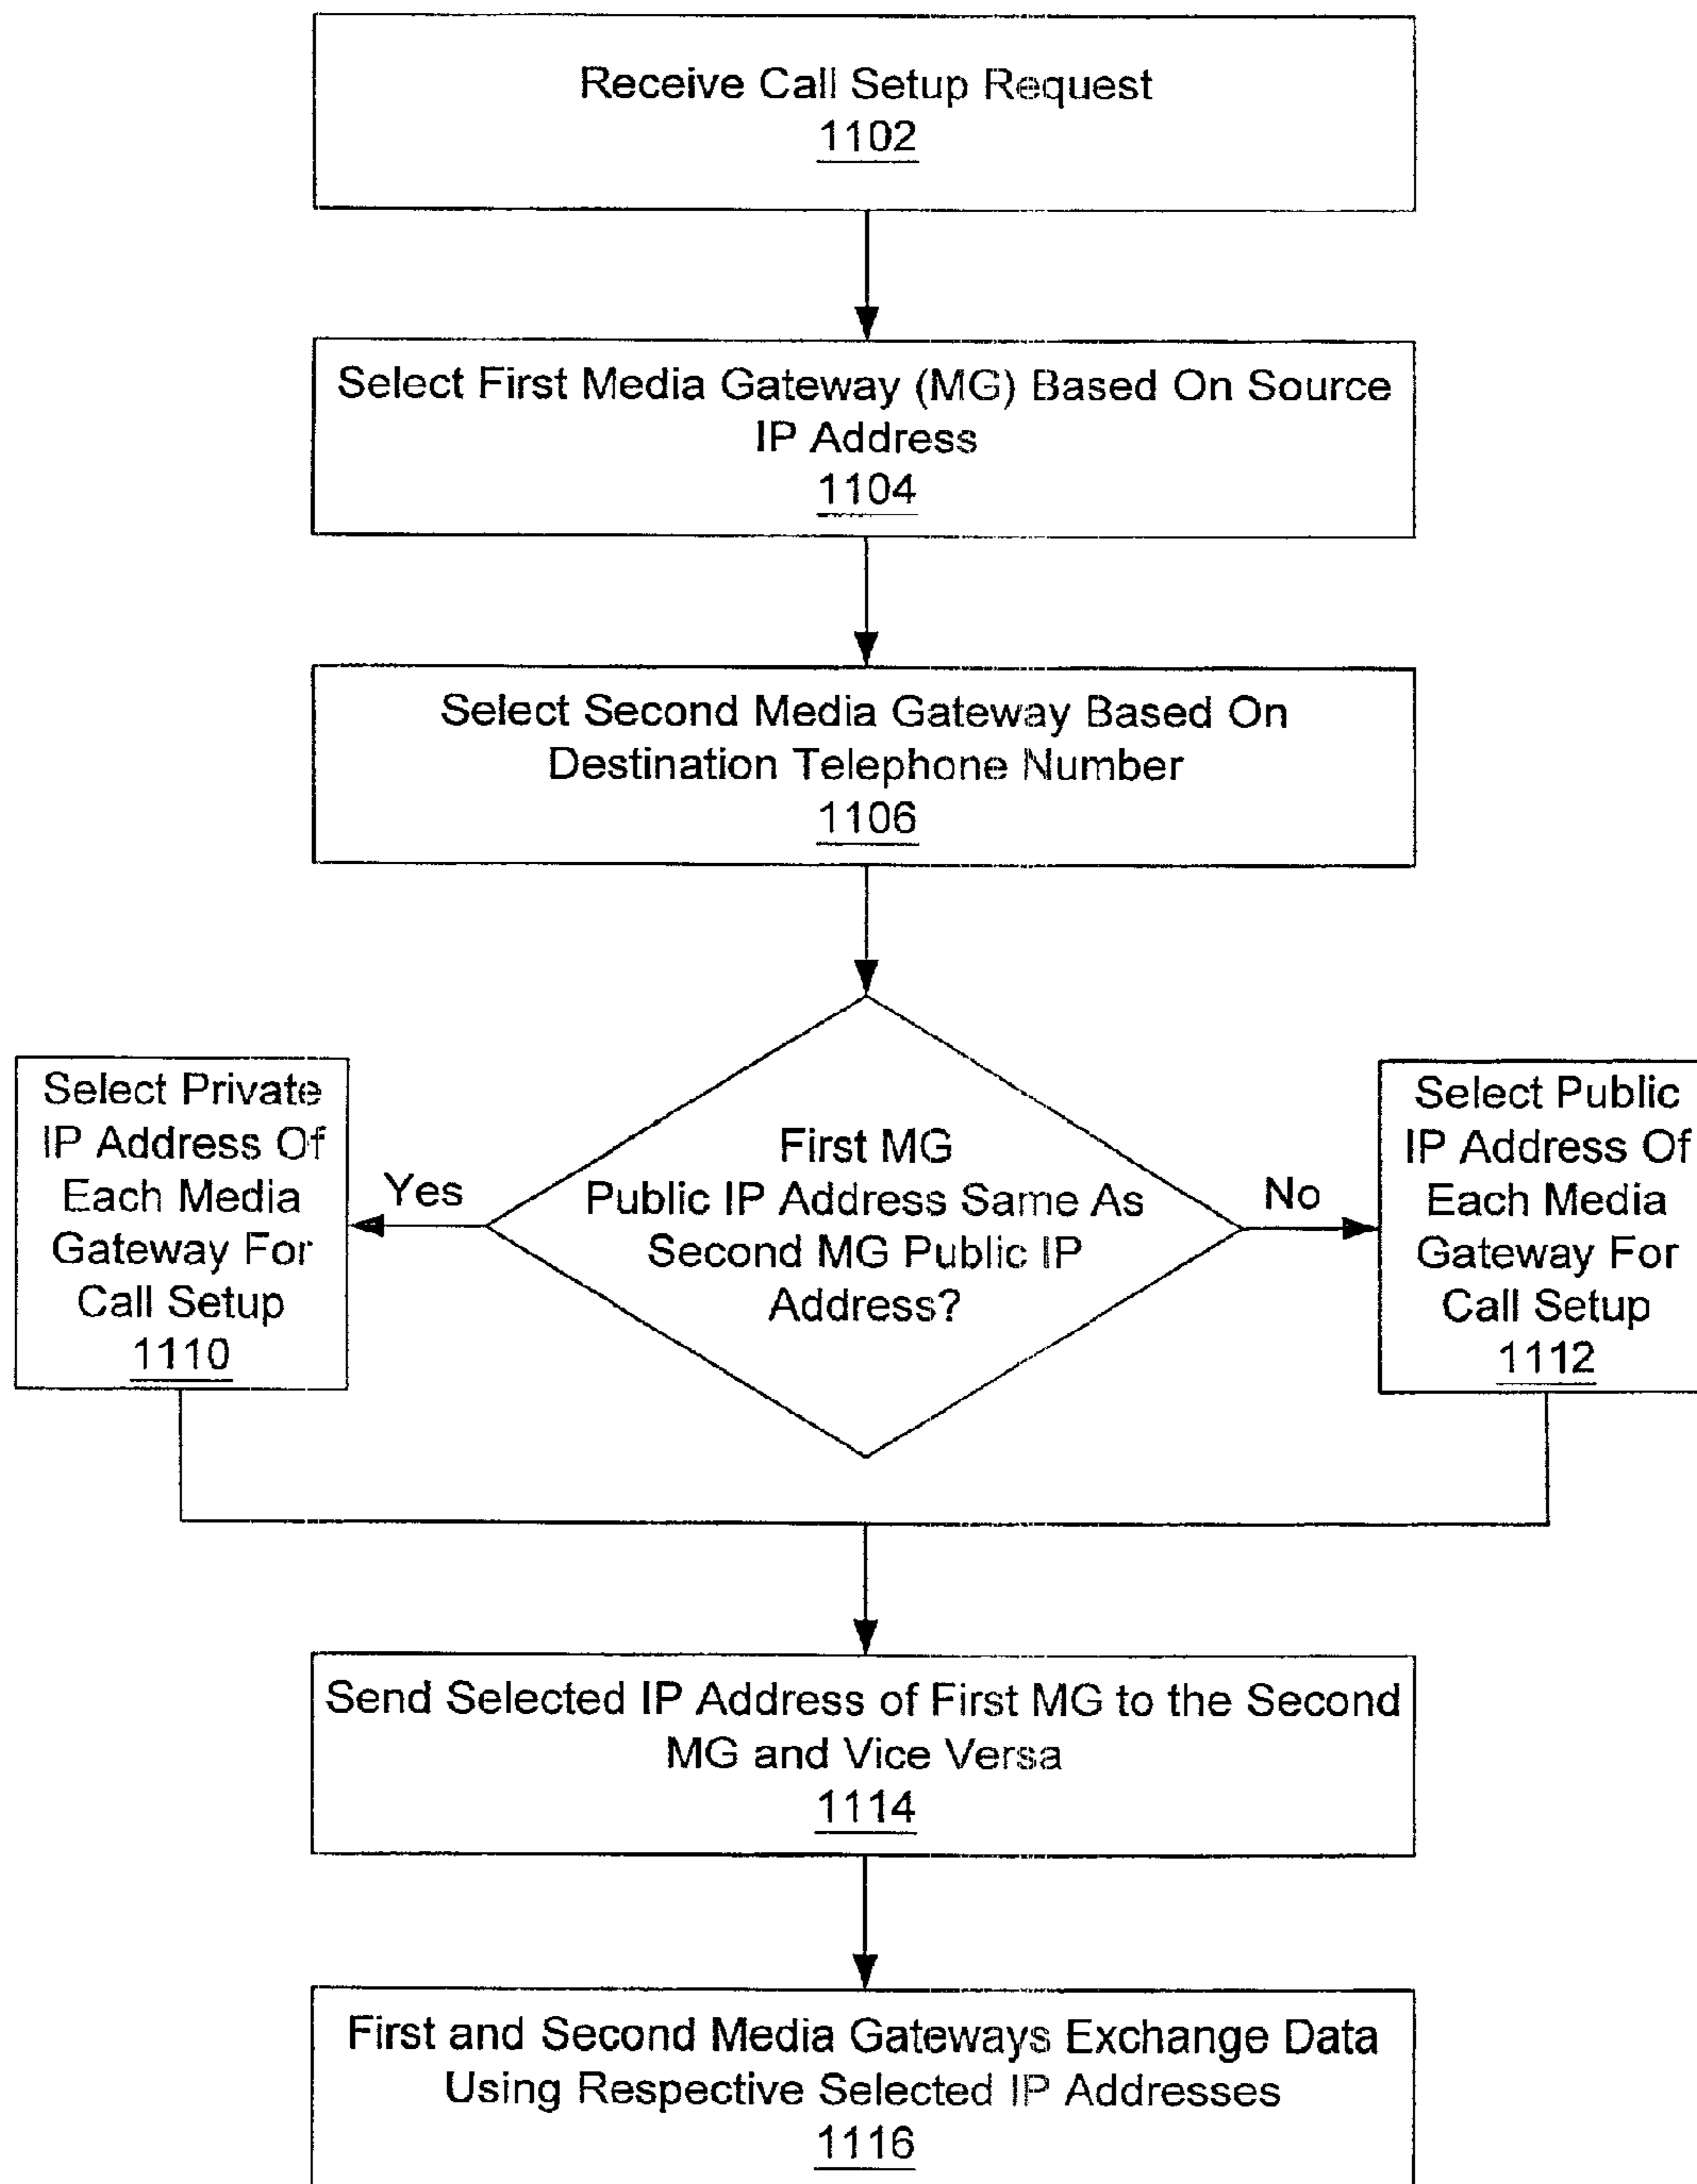 Receive Call Setup Request
1102
Select First Media Gateway (MG) Based On Source
IP Address
1104
Select Second Media Gateway Based On
Destination Telephone Number
1106
Select Private
IP Address Of
Each Media
Gateway For
Call Setup
1110
Yes
First MG
Public IP Address Same As
Second MG Public IP
Address?
No
Select Public
IP Address Of
Each Media
Gateway For
Call Setup
1112
Send Selected IP Address of First MG to the Second
MG and Vice Versa
1114
First and Second Media Gateways Exchange Data
Using Respective Selected IP Addresses
1116